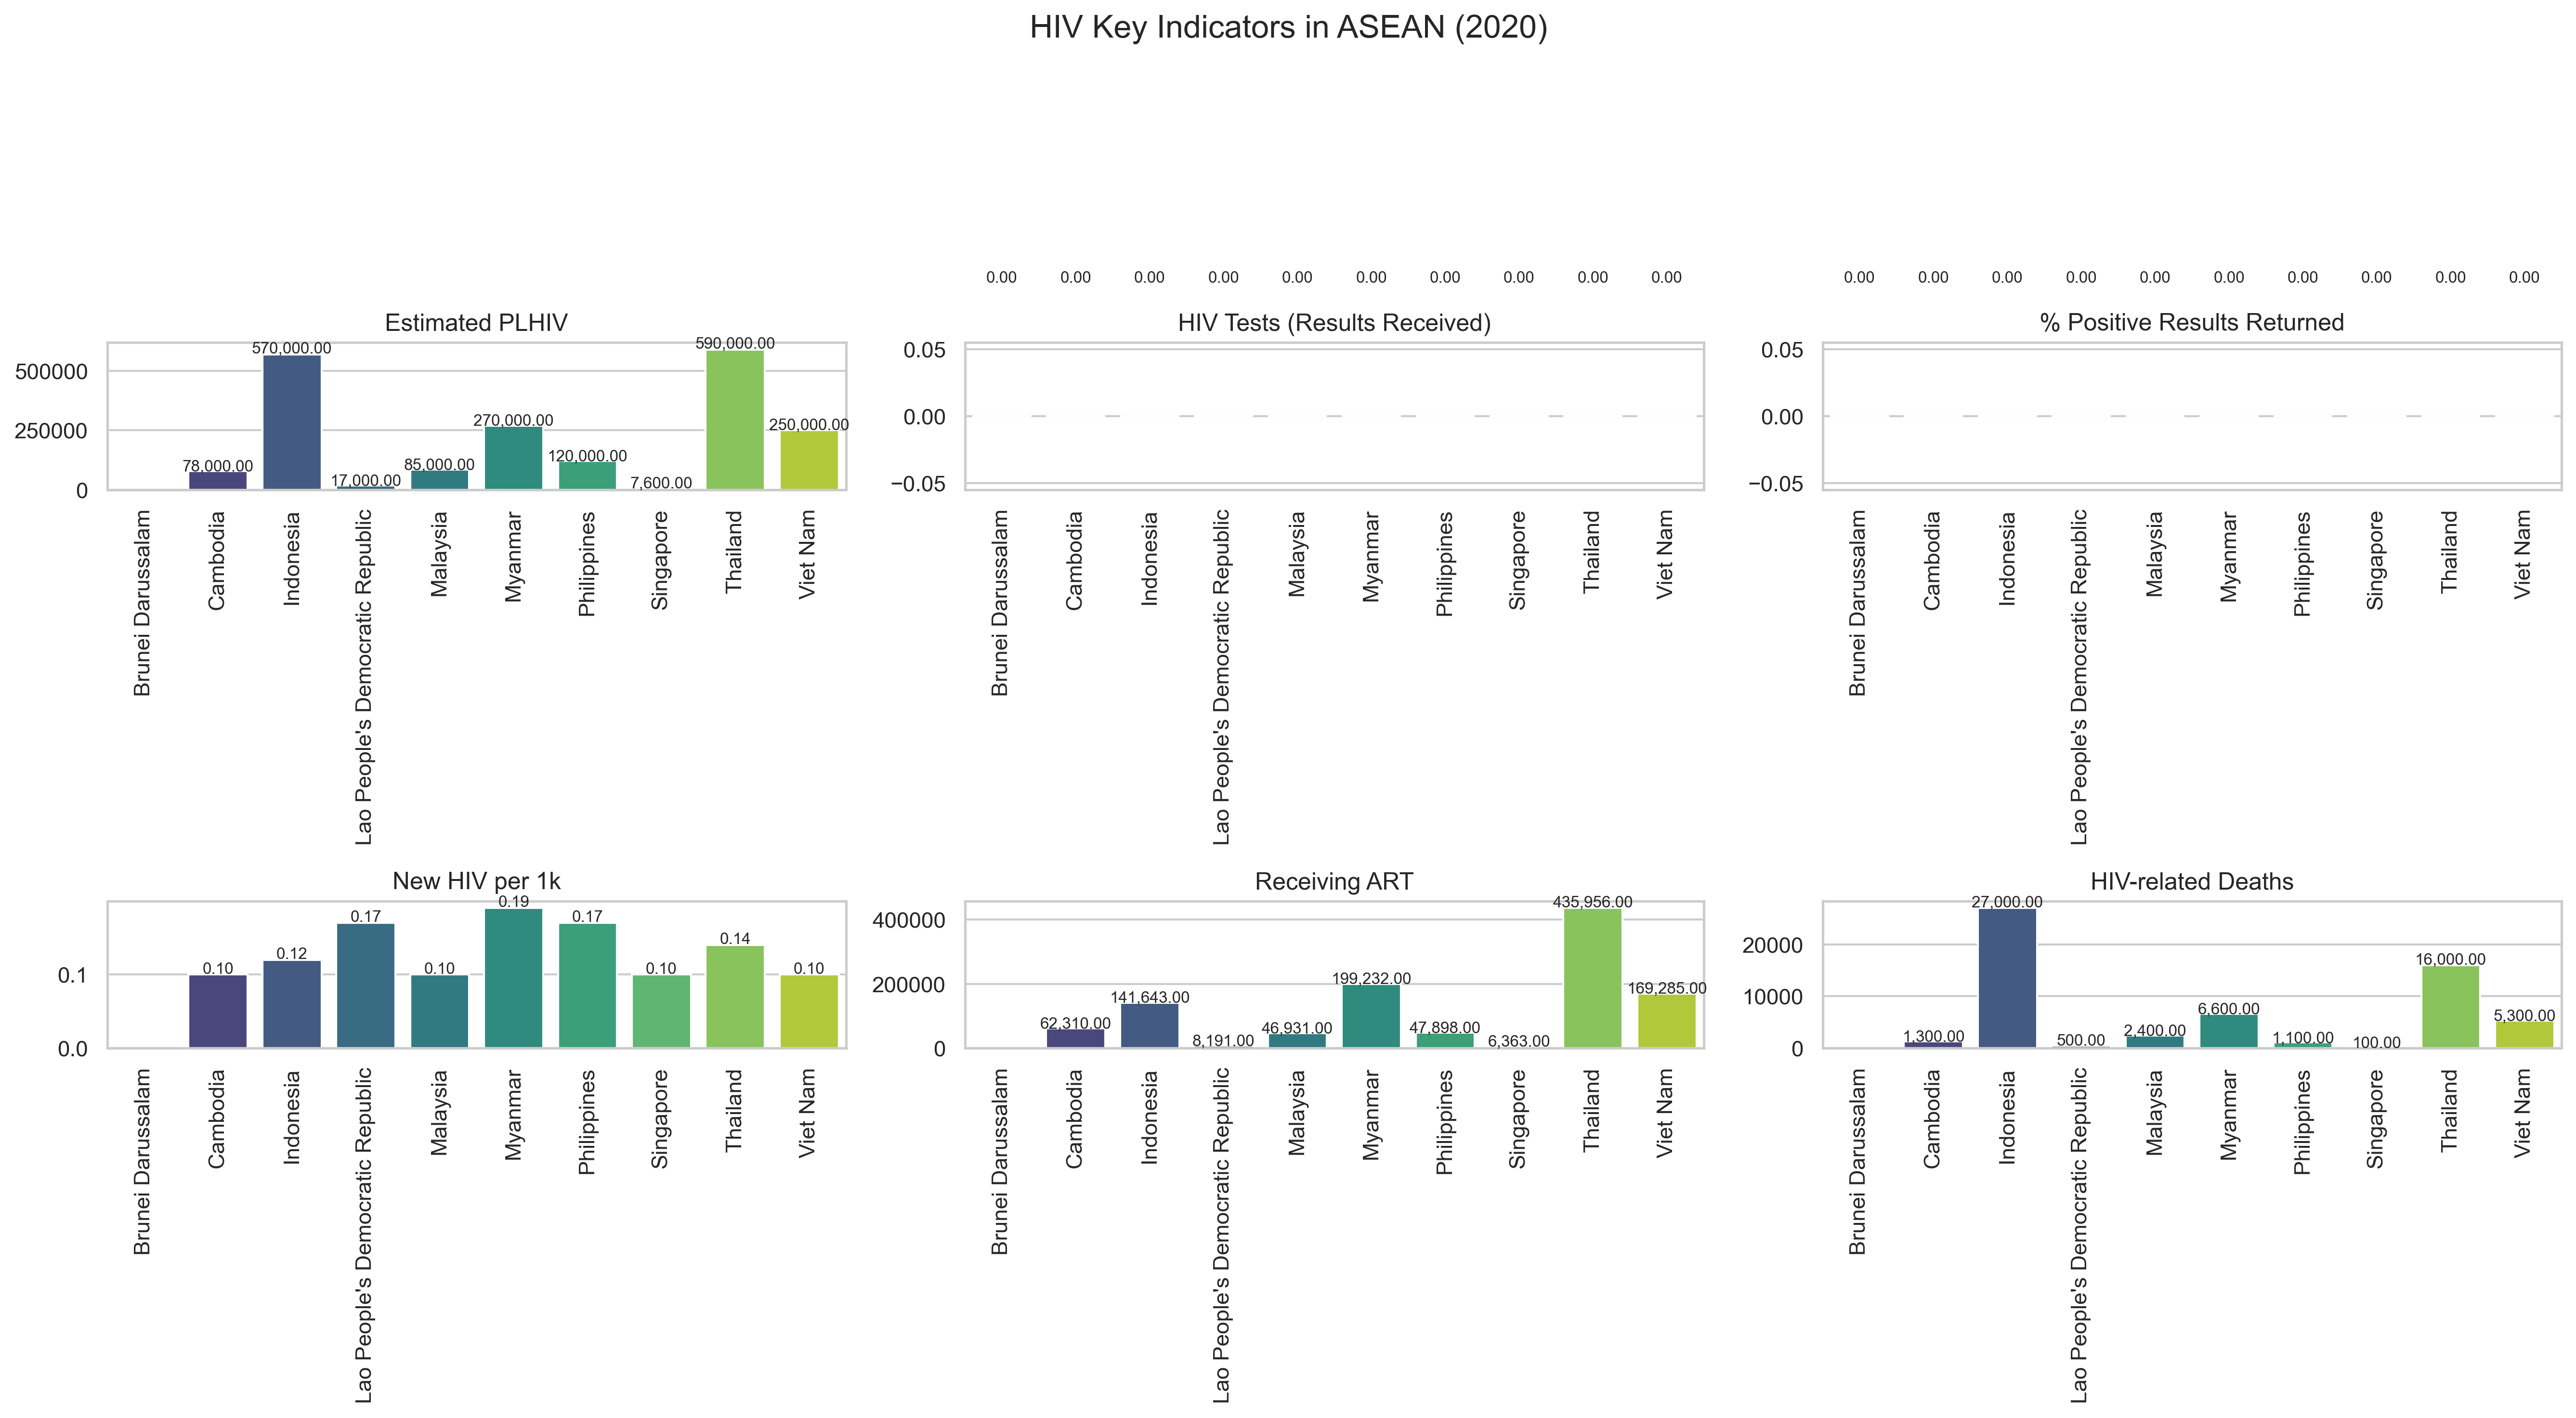 HIV Key Indicators in ASEAN (2020)
0.00 0.00 0.00 0.00 0.00 0.00 0.00 0.00 0.00 0.00
0.00 0.00 0.00 0.00 0.00 0.00 0.00 0.00 0.00 0.00
Estimated PLHIV
500000
250000
0
78,000.00
570,000.00
17,000.00
85,000.00
270,000.00
120,000.00
7,600.00
590,000.00
250,000.00
Brunei Darussalam
Cambodia
Indonesia
Lao People's Democratic Republic
Malaysia
Myanmar
Philippines
Singapore
Thailand
Viet Nam
HIV Tests (Results Received)
0.05
0.00
−0.05
Brunei Darussalam
Cambodia
Indonesia
Lao People's Democratic Republic
Malaysia
Myanmar
Philippines
Singapore
Thailand
Viet Nam
% Positive Results Returned
0.05
0.00
−0.05
Brunei Darussalam
Cambodia
Indonesia
Lao People's Democratic Republic
Malaysia
Myanmar
Philippines
Singapore
Thailand
Viet Nam
New HIV per 1k
0.1
0.0
0.10
0.12
0.17
0.10
0.19
0.17
0.10
0.14
0.10
Brunei Darussalam
Cambodia
Indonesia
Lao People's Democratic Republic
Malaysia
Myanmar
Philippines
Singapore
Thailand
Viet Nam
Receiving ART
400000
200000
0
62,310.00
141,643.00
8,191.00
46,931.00
199,232.00
47,898.00
6,363.00
435,956.00
169,285.00
Brunei Darussalam
Cambodia
Indonesia
Lao People's Democratic Republic
Malaysia
Myanmar
Philippines
Singapore
Thailand
Viet Nam
HIV-related Deaths
20000
10000
0
1,300.00
27,000.00
500.00
2,400.00
6,600.00
1,100.00
100.00
16,000.00
5,300.00
Brunei Darussalam
Cambodia
Indonesia
Lao People's Democratic Republic
Malaysia
Myanmar
Philippines
Singapore
Thailand
Viet Nam